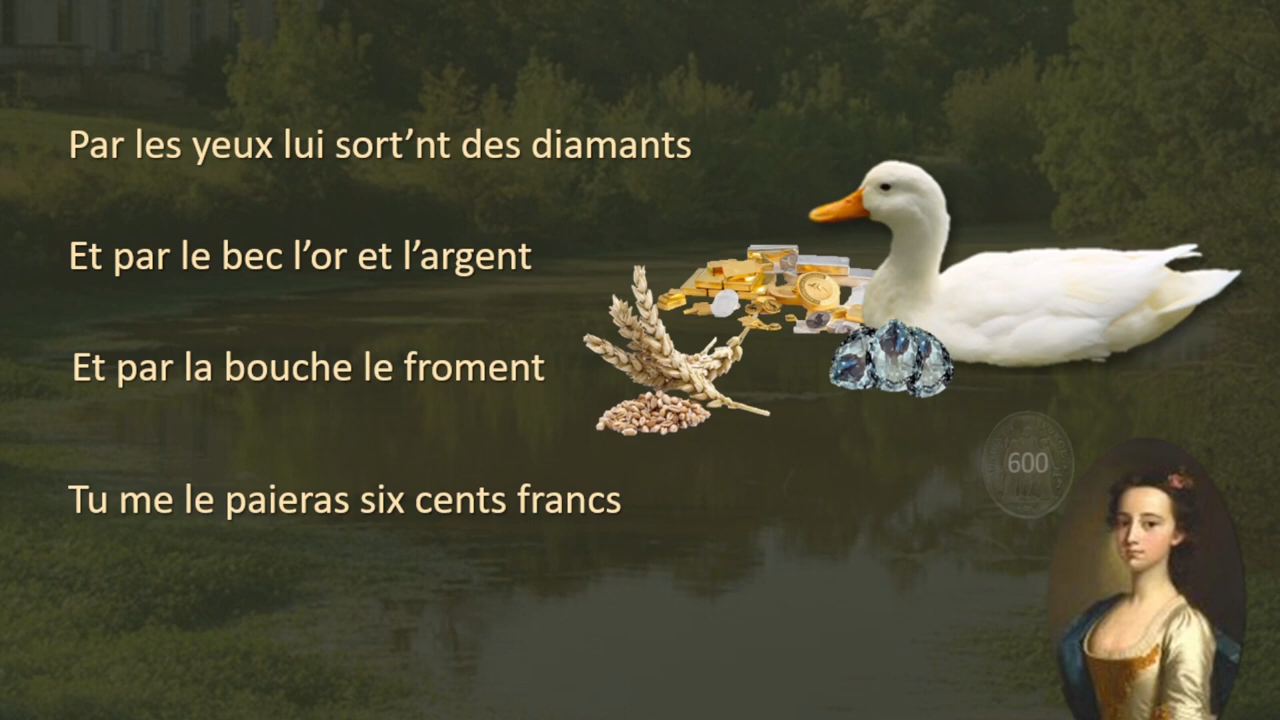 Par les yeux lui sort’nt des diamants
Et par le bec l’or et l’argent
Et par la bouche le froment
600
Tu me le paieras six cents francs